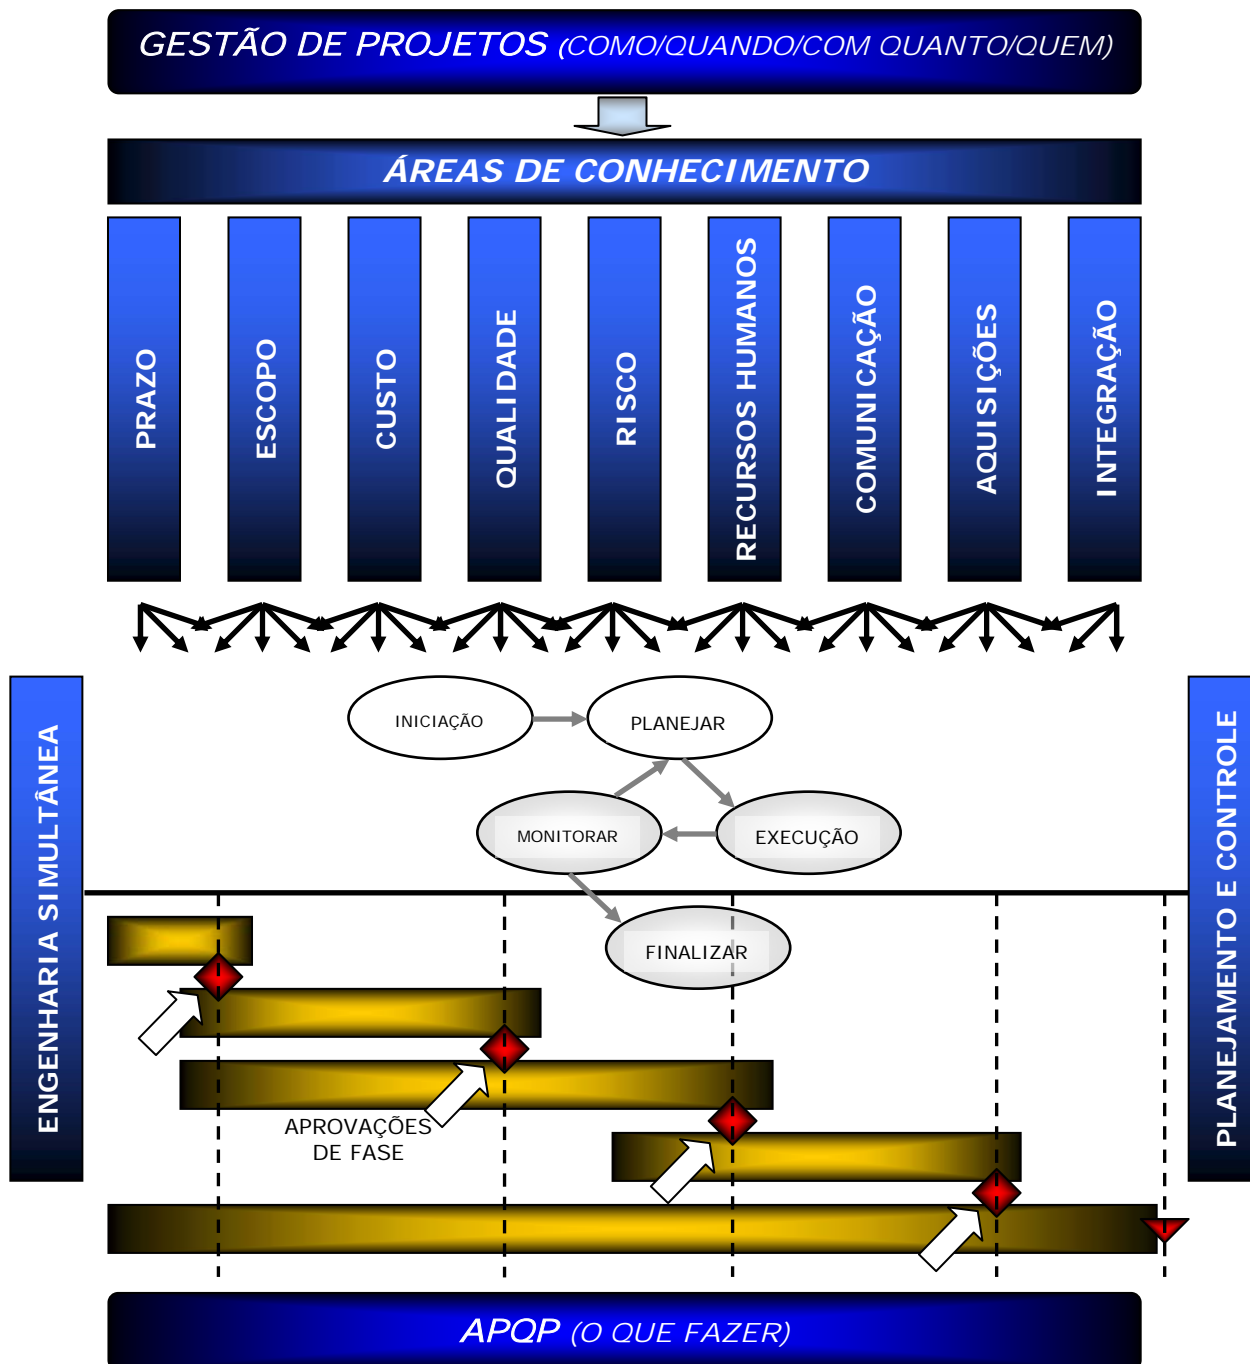 GESTÃO DE PROJETOS (COMO/QUANDO/COM QUANTO/QUEM)
ÁREAS DE CONHECIMENTO
PRAZO
ESCOPO
CUSTO
QUALIDADE
RISCO
RECURSOS HUMANOS
COMUNICAÇÃO
AQUISIÇÕES
INTEGRAÇÃO
ENGENHARIA SIMULTÂNEA
INICIAÇÃO
PLANEJAR
MONITORAR
EXECUÇÃO
FINALIZAR
PLANEJAMENTO E CONTROLE
APROVAÇÕES
DE FASE
APQP (O QUE FAZER)